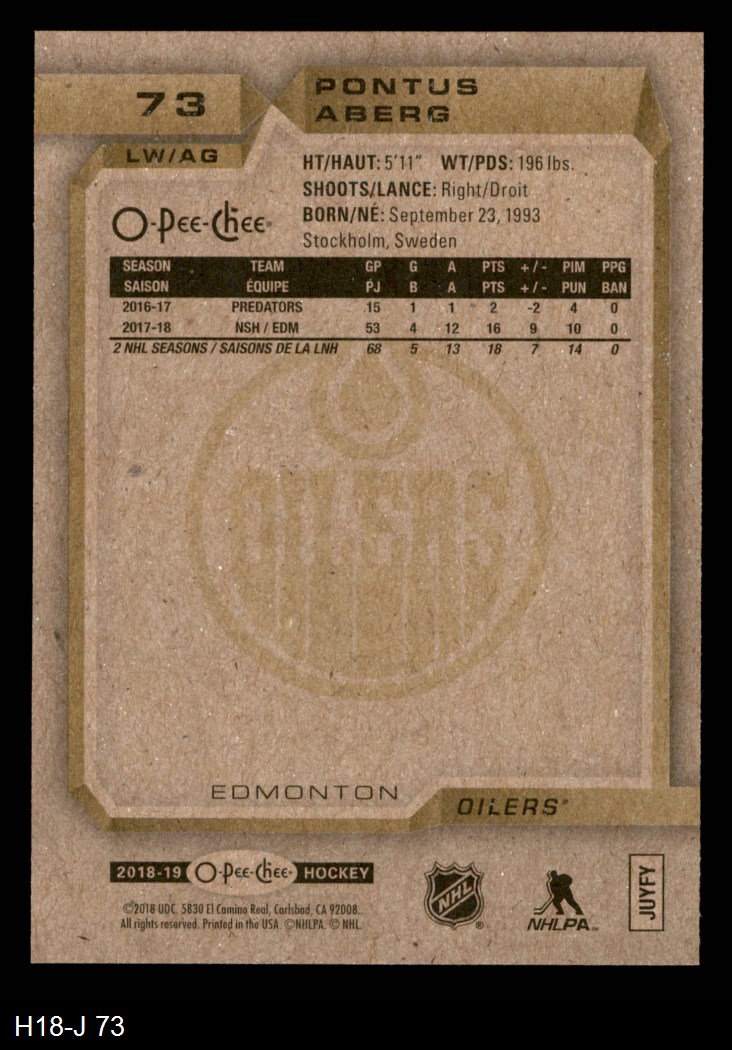 73
PONTUS
ABERG
LW/AG
HT/HAUT: 5'11" WT/PDS: 196 lbs.
SHOOTS/LANCE: Right/Droit
BORN/NÉ: September 23, 1993
Stockholm, Sweden
O-Pee-Chee
SEASON TEAM GP G A PTS +/- PIM PPG
SAISON ÉQUIPE PJ B A PTS +/- PUN BAN
2016-17 PREDATORS 15 1 1 2 -2 4 0
2017-18 NSH / EDM 53 4 12 16 9 10 0
2 NHL SEASONS / SAISONS DE LA LNH 68 5 13 18 7 14 0
OILERS
EDMONTON
OILERS
2018-19 O-Pee-Chee HOCKEY
©2018 UDC. 5830 El Camino Real, Carlsbad, CA 92008.
All rights reserved. Printed in the USA. ©NHLPA. © NHL.
NHL®
NHLPA™
JUYFY
H18-J 73